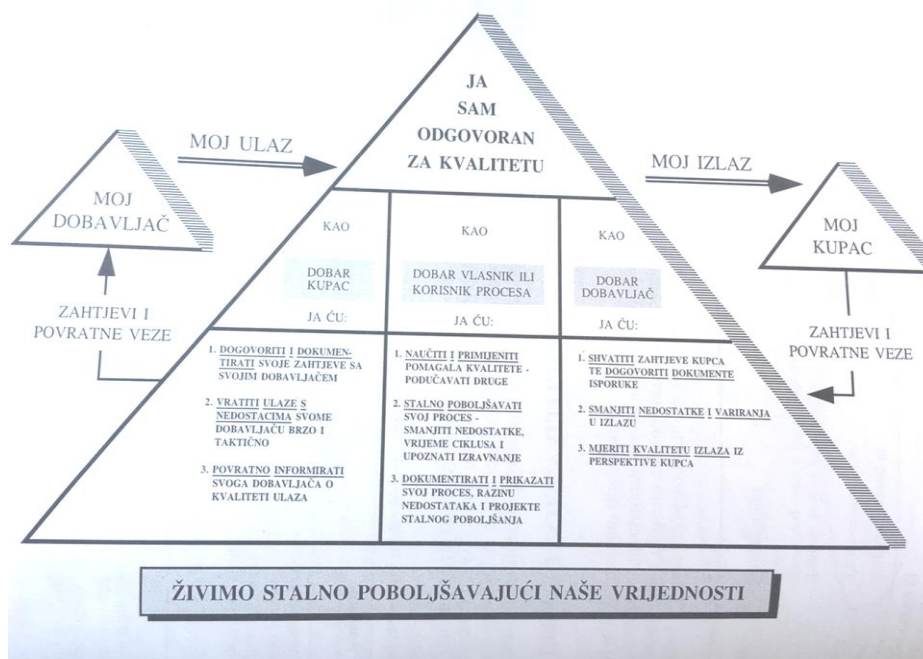 JA
SAM
ODGOVORAN
ZA KVALITETU
MOJ ULAZ
MOJ IZLAZ
MOJ
DOBAVLJAČ
MOJ
KUPAC
ZAHTJEVI I
POVRATNE VEZE
ZAHTJEVI I
POVRATNE VEZE
KAO
DOBAR
KUPAC
JA ĆU:
1. DOGOVORITI I DOKUMEN-
TIRATI SVOJE ZAHTJEVE SA
SVOJIM DOBAVLJAČEM
2. VRATITI ULAZE S
NEDOSTACIMA SVOME
DOBAVLJAČU BRZO I
TAKTIČNO
3. POVRATNO INFORMIRATI
SVOGA DOBAVLJAČA O
KVALITETI ULAZA
KAO
DOBAR VLASNIK ILI
KORISNIK PROCESA
JA ĆU:
1. NAUČITI I PRIMIJENITI
POMAGALA KVALITETE -
PODUČAVATI DRUGE
2. STALNO POBOLJŠAVATI
SVOJ PROCES -
SMANJITI NEDOSTATKE,
VRIJEME CIKLUSA I
UPOZNATI IZRAVNANJE
3. DOKUMENTIRATI I PRIKAZATI
SVOJ PROCES, RAZINU
NEDOSTATAKA I PROJEKTE
STALNOG POBOLJŠANJA
KAO
DOBAR
DOBAVLJAČ
JA ĆU:
1. SHVATITI ZAHTJEVE KUPCA
TE DOGOVORITI DOKUMENTE
ISPORUKE
2. SMANJITI NEDOSTATKE I VARIRANJA
U IZLAZU
3. MJERITI KVALITETU IZLAZA IZ
PERSPEKTIVE KUPCA
ŽIVIMO STALNO POBOLJŠAVAJUĆI NAŠE VRIJEDNOSTI